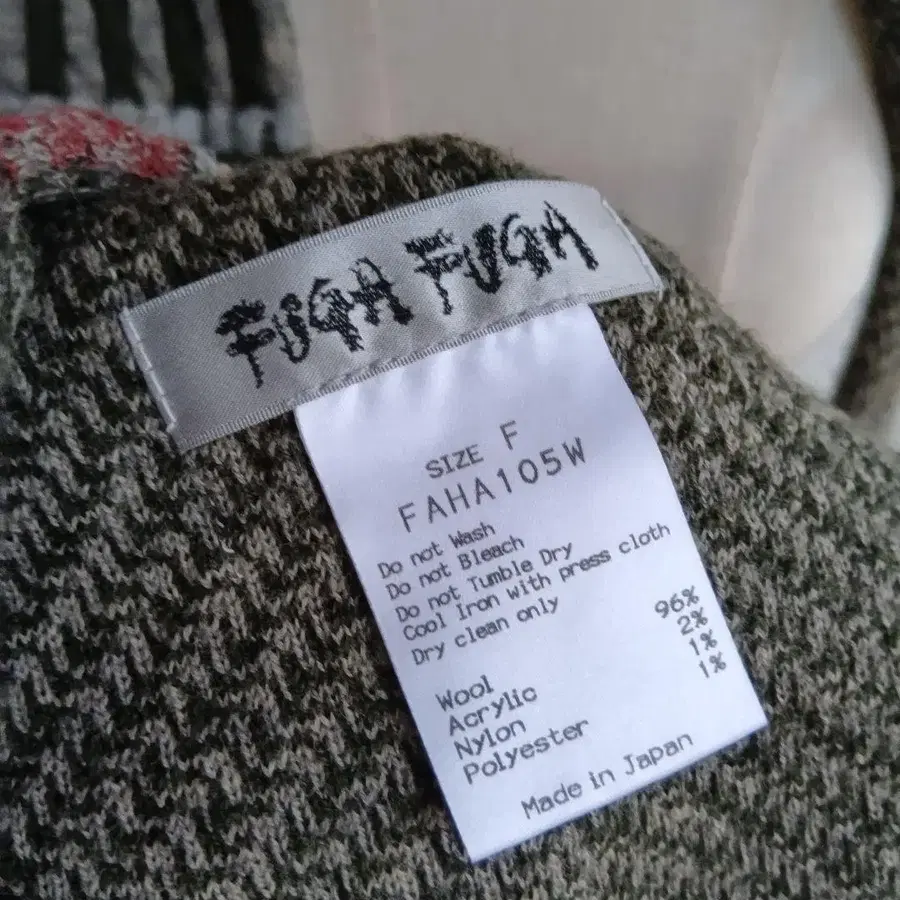 FUGA FUGA
SIZE F
FAHA105W
Do not Wash
Do not Bleach
Do not Tumble Dry
Cool Iron with press cloth
Dry clean only
Wool 96%
Acrylic 2%
Nylon 1%
Polyester 1%
Made in Japan